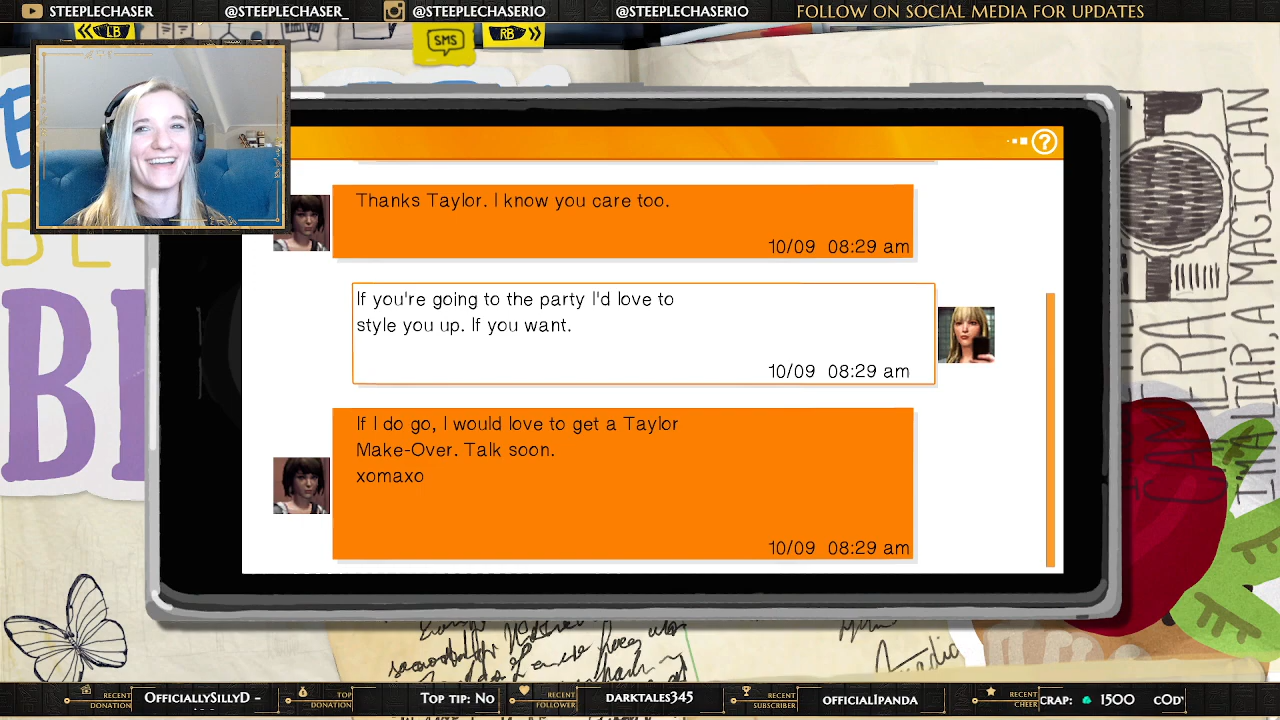 STEEPLECHASER
@STEEPLECHASER_
@STEEPLECHASERIO
@STEEPLECHASERIO
FOLLOW ON SOCIAL MEDIA FOR UPDATES
LB
SMS
RB
?
Thanks Taylor. I know you care too.
10/09 08:29 am
If you're going to the party I'd love to
style you up. If you want.
10/09 08:29 am
If I do go, I would love to get a Taylor
Make-Over. Talk soon.
xomaxo
10/09 08:29 am
I'M A LIAR, A MAGICIAN
RECENT DONATION
OFFICIALLYSILLYD -
TOP DONATION
TOP TIP: NO
RECENT FOLLOWER
DARKTALES345
RECENT SUBSCRIBER
OFFICIAL1PANDA
RECENT CHEER
CRAP: 1500